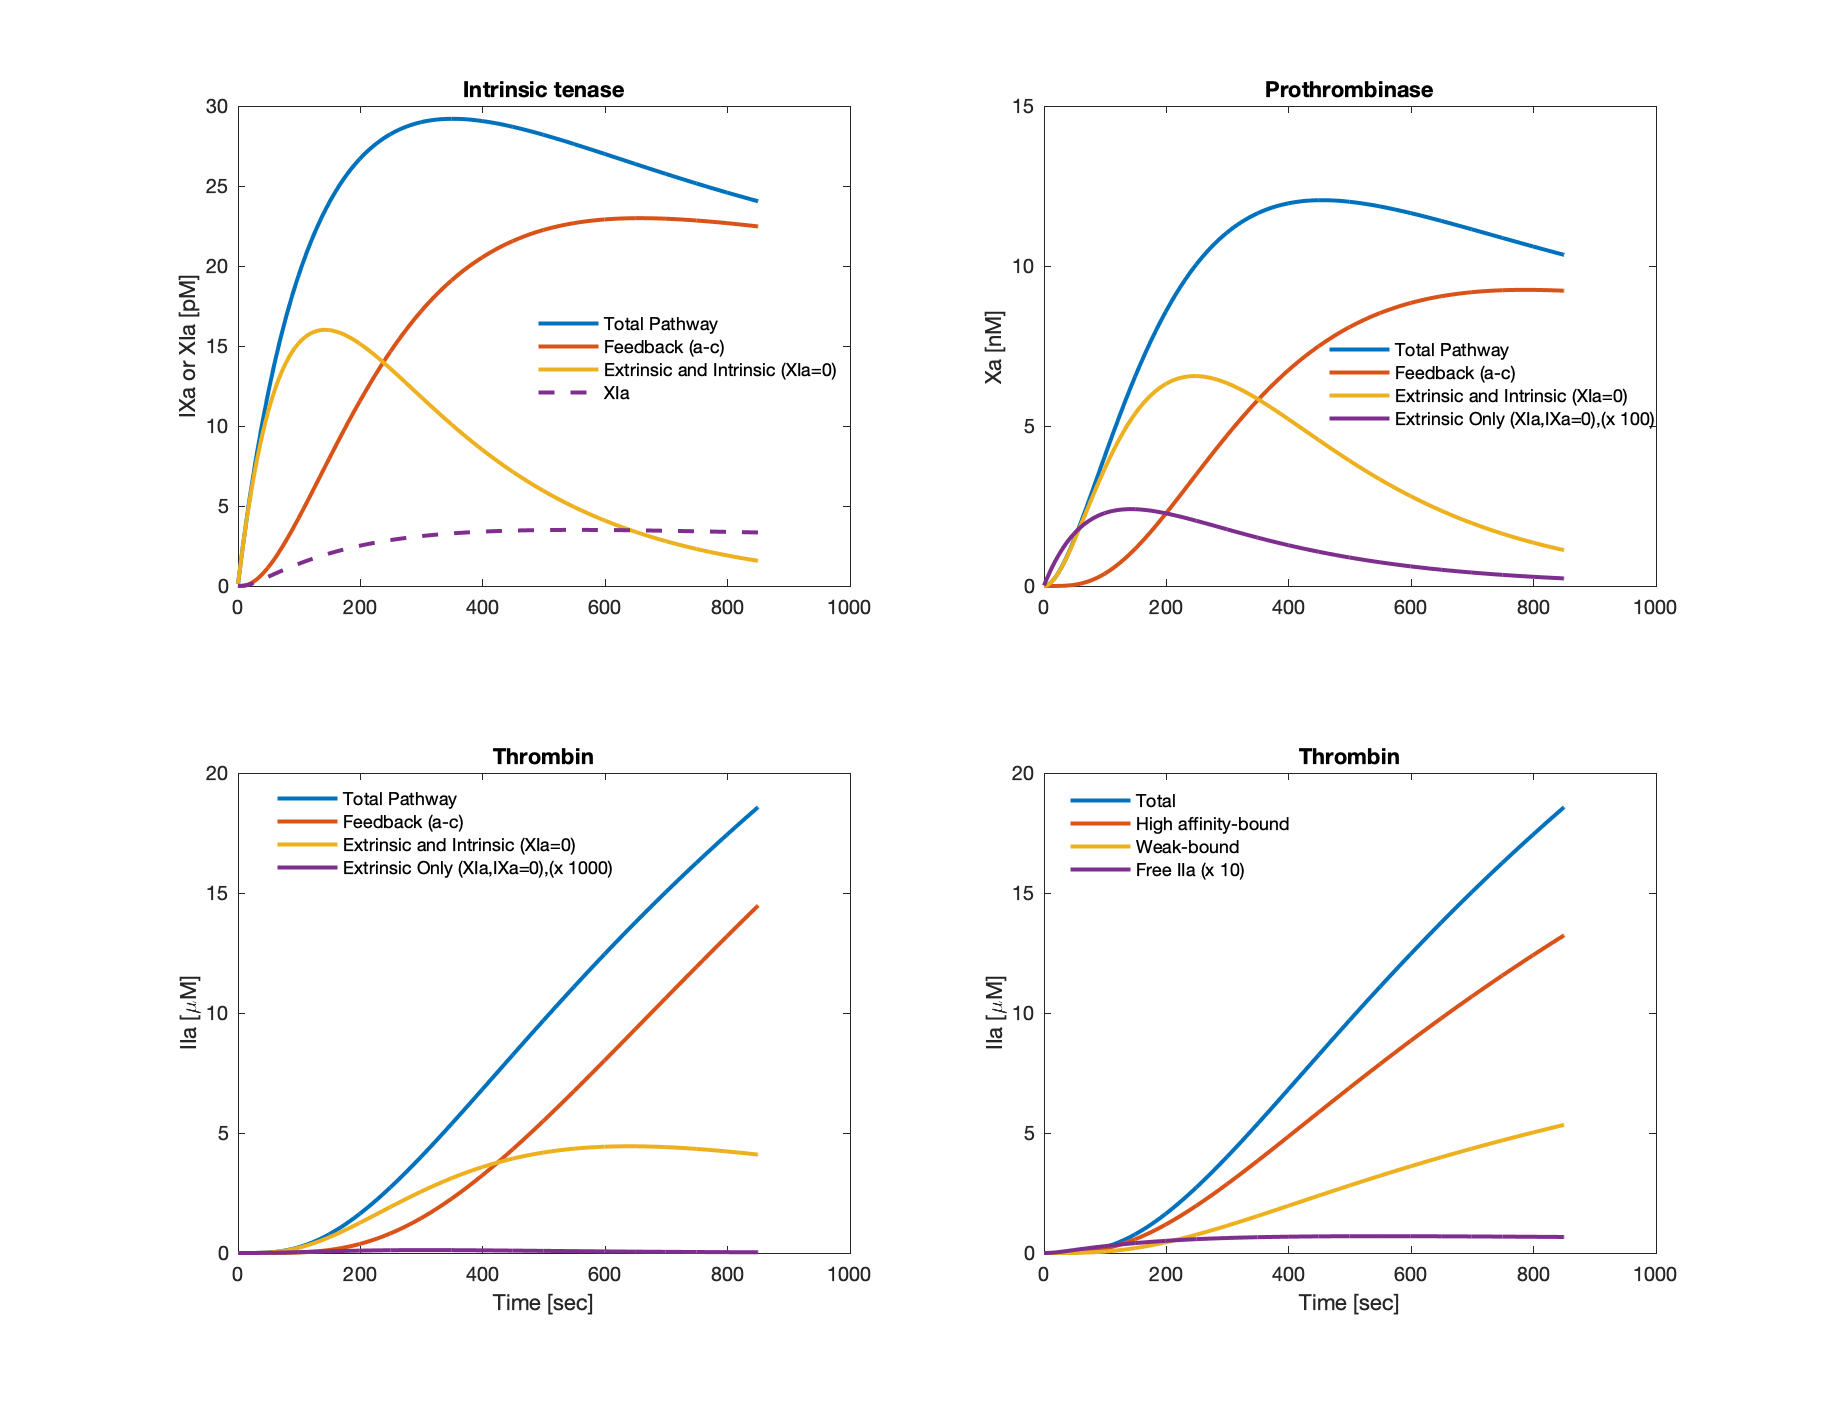 Intrinsic tenase
30
25
20
15
10
5
0
IXa or XIa [pM]
Total Pathway
Feedback (a-c)
Extrinsic and Intrinsic (XIa=0)
XIa
0 200 400 600 800 1000
Prothrombinase
15
10
5
0
Xa [nM]
Total Pathway
Feedback (a-c)
Extrinsic and Intrinsic (XIa=0)
Extrinsic Only (XIa,IXa=0),(x 100)
0 200 400 600 800 1000
Thrombin
20
15
10
5
0
IIa [μM]
Total Pathway
Feedback (a-c)
Extrinsic and Intrinsic (XIa=0)
Extrinsic Only (XIa,IXa=0),(x 1000)
0 200 400 600 800 1000
Time [sec]
Thrombin
20
15
10
5
0
IIa [μM]
Total
High affinity-bound
Weak-bound
Free IIa (x 10)
0 200 400 600 800 1000
Time [sec]